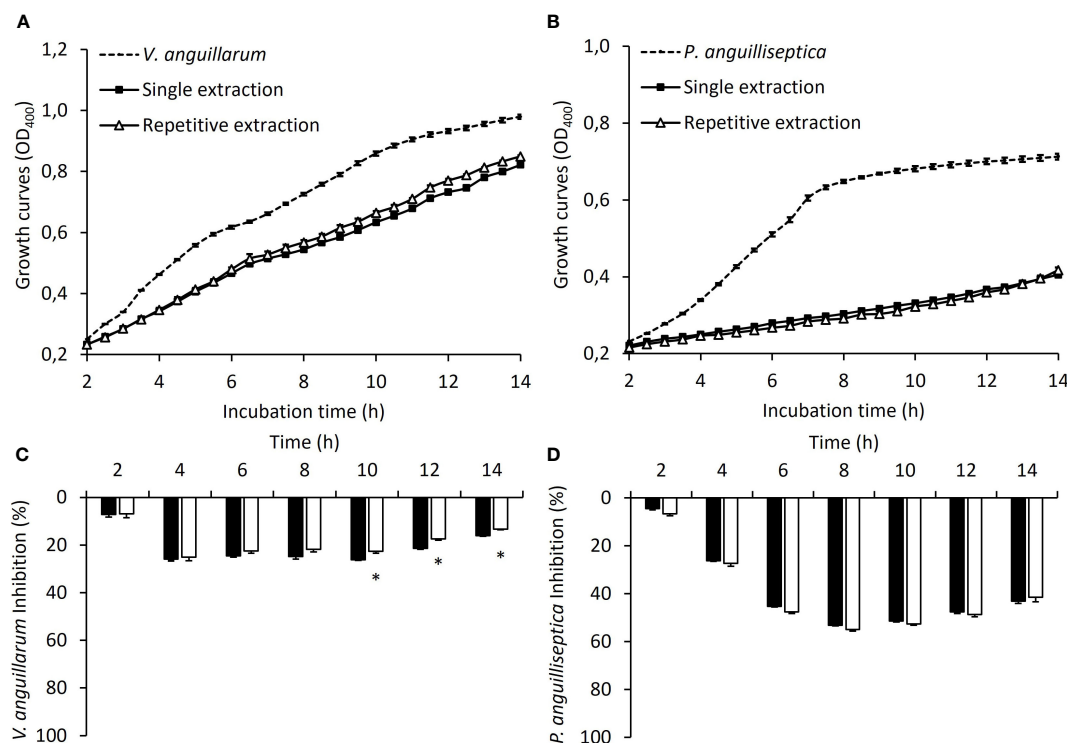 A
1,2
1,0
0,8
0,6
0,4
0,2
Growth curves (OD400)
V. anguillarum
Single extraction
Repetitive extraction
2 4 6 8 10 12 14
Incubation time (h)
B
1,0
0,8
0,6
0,4
0,2
Growth curves (OD400)
P. anguilliseptica
Single extraction
Repetitive extraction
2 4 6 8 10 12 14
Incubation time (h)
C
Time (h)
2 4 6 8 10 12 14
0
20
40
60
80
100
V. anguillarum Inhibition (%)
* * *
D
Time (h)
2 4 6 8 10 12 14
0
20
40
60
80
100
P. anguilliseptica Inhibition (%)